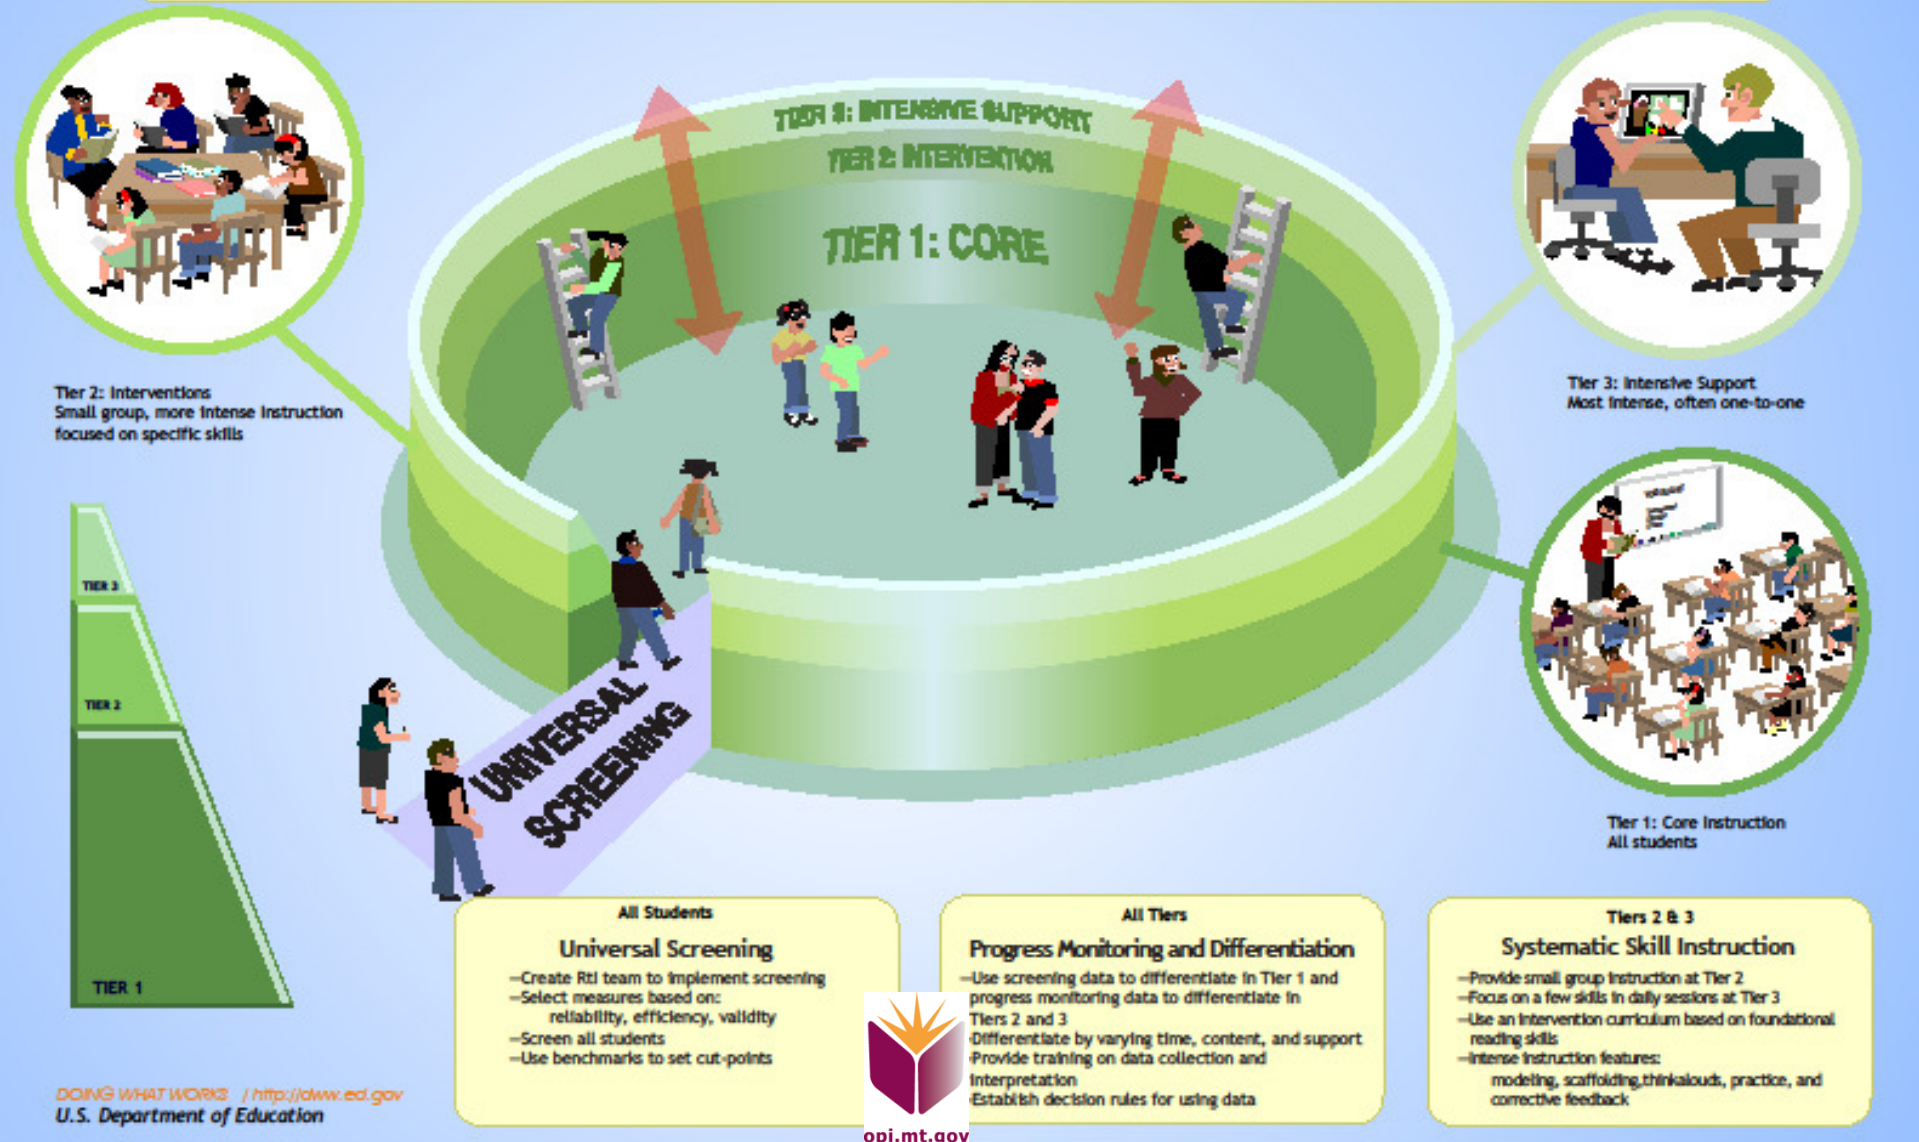 TIER 3: INTENSIVE SUPPORT
TIER 2: INTERVENTION
TIER 1: CORE
Tier 2: Interventions
Small group, more intense instruction
focused on specific skills
Tier 3: Intensive Support
Most intense, often one-to-one
TIER 3
TIER 2
TIER 1
UNIVERSAL
SCREENING
Tier 1: Core Instruction
All students
All Students
Universal Screening
—Create RtI team to implement screening
—Select measures based on:
reliability, efficiency, validity
—Screen all students
—Use benchmarks to set cut-points
All Tiers
Progress Monitoring and Differentiation
—Use screening data to differentiate in Tier 1 and
progress monitoring data to differentiate in
Tiers 2 and 3
-Differentiate by varying time, content, and support
-Provide training on data collection and
interpretation
-Establish decision rules for using data
Tiers 2 & 3
Systematic Skill Instruction
—Provide small group instruction at Tier 2
—Focus on a few skills in daily sessions at Tier 3
—Use an intervention curriculum based on foundational
reading skills
—Intense instruction features:
modeling, scaffolding,thinkalouds, practice, and
corrective feedback
DOING WHAT WORKS / http://dww.ed.gov
U.S. Department of Education
opi.mt.gov